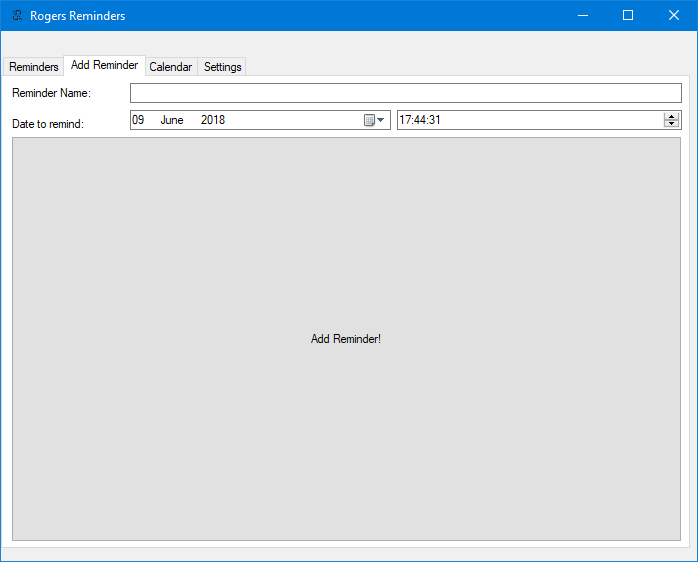 Rogers Reminders
Reminders Add Reminder Calendar Settings
Reminder Name:
Date to remind: 09 June 2018 17:44:31
Add Reminder!